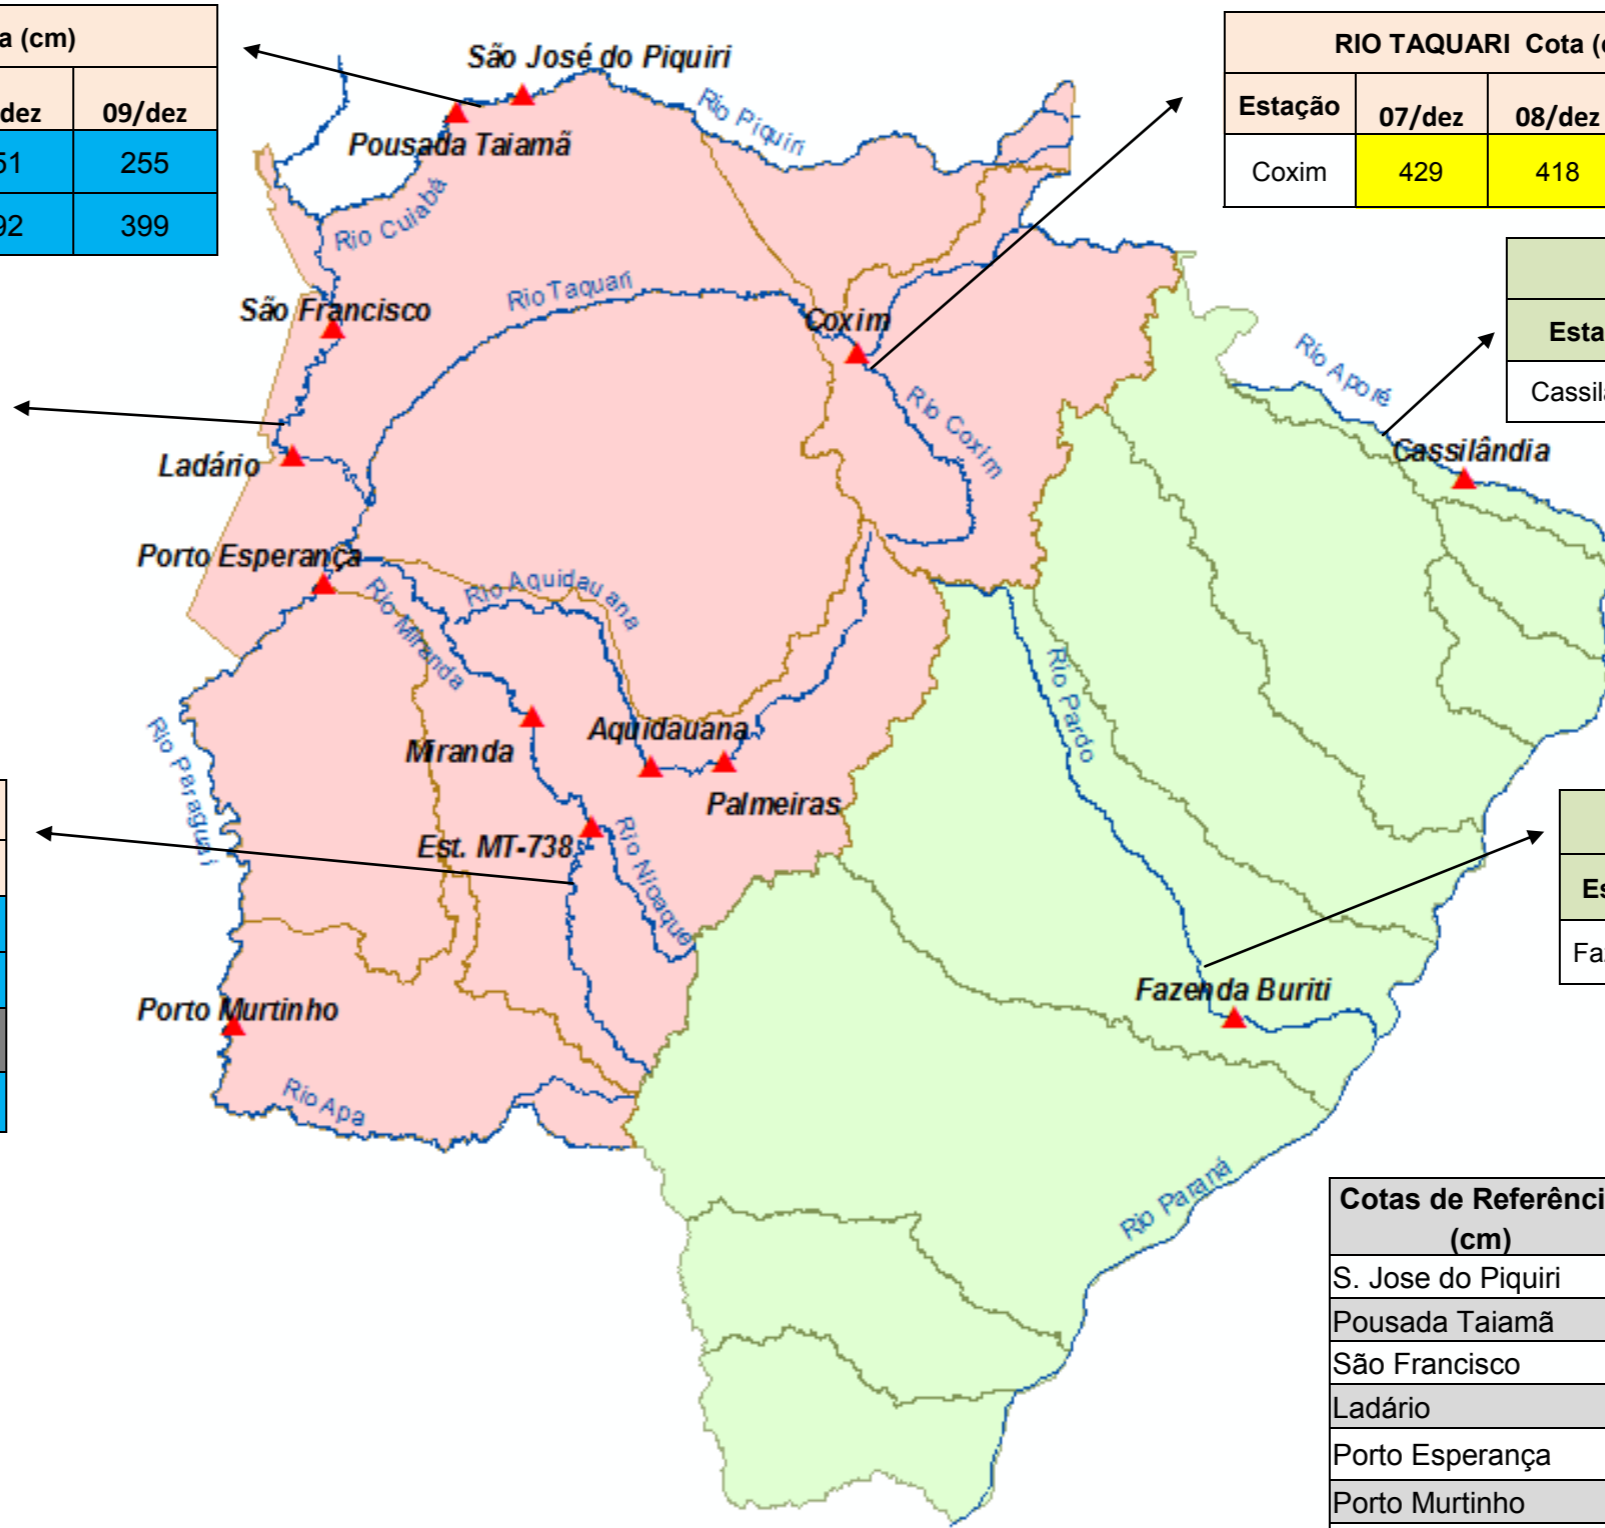 a (cm)
dez 09/dez
51 255
92 399
RIO TAQUARI Cota (
Estação 07/dez 08/dez
Coxim 429 418
Esta
Cassil
Es
Fa
São José do Piquiri
Pousada Taiamã
Rio Piquiri
Rio Cuiabá
São Francisco
Rio Taquari
Coxim
Rio Coxim
Rio Aporé
Cassilândia
Ladário
Porto Esperança
Rio Miranda
Rio Aquidauana
Rio Pardo
Rio Paraguai
Miranda
Aquidauana
Palmeiras
Est. MT-738
Rio Nioaque
Porto Murtinho
Fazenda Buriti
Rio Apa
Rio Paraná
Cotas de Referênci
(cm)
S. Jose do Piquiri
Pousada Taiamã
São Francisco
Ladário
Porto Esperança
Porto Murtinho